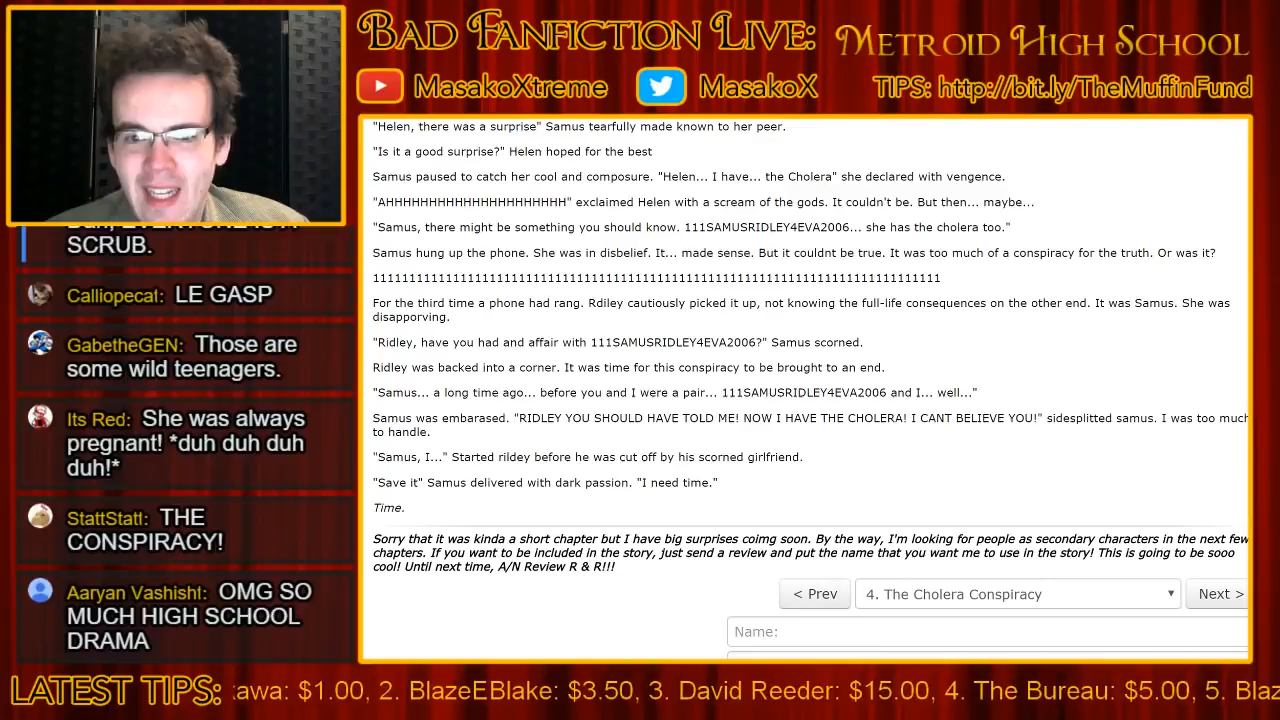 BAD FANFICTION LIVE:
METROID HIGH SCHOOL
MasakoXtreme
MasakoX
TIPS: http://bit.ly/TheMuffinFund
SCRUB.
Calliopecat: LE GASP
GabetheGEN: Those are
some wild teenagers.
Its Red: She was always
pregnant! *duh duh duh
duh!*
StattStatt: THE
CONSPIRACY!
Aaryan Vashisht: OMG SO
MUCH HIGH SCHOOL
DRAMA
"Helen, there was a surprise" Samus tearfully made known to her peer.
"Is it a good surprise?" Helen hoped for the best
Samus paused to catch her cool and composure. "Helen... I have... the Cholera" she declared with vengence.
"AHHHHHHHHHHHHHHHHHHHHH" exclaimed Helen with a scream of the gods. It couldn't be. But then... maybe...
"Samus, there might be something you should know. 111SAMUSRIDLEY4EVA2006... she has the cholera too."
Samus hung up the phone. She was in disbelief. It... made sense. But it couldnt be true. It was too much of a conspiracy for the truth. Or was it?
111111111111111111111111111111111111111111111111111111111111111111111111111111
For the third time a phone had rang. Rdiley cautiously picked it up, not knowing the full-life consequences on the other end. It was Samus. She was
disapporving.
"Ridley, have you had and affair with 111SAMUSRIDLEY4EVA2006?" Samus scorned.
Ridley was backed into a corner. It was time for this conspiracy to be brought to an end.
"Samus... a long time ago... before you and I were a pair... 111SAMUSRIDLEY4EVA2006 and I... well..."
Samus was embarased. "RIDLEY YOU SHOULD HAVE TOLD ME! NOW I HAVE THE CHOLERA! I CANT BELIEVE YOU!" sidesplitted samus. I was too much
to handle.
"Samus, I..." Started rildey before he was cut off by his scorned girlfriend.
"Save it" Samus delivered with dark passion. "I need time."
Time.
Sorry that it was kinda a short chapter but I have big surprises coimg soon. By the way, I'm looking for people as secondary characters in the next few
chapters. If you want to be included in the story, just send a review and put the name that you want me to use in the story! This is going to be sooo
cool! Until next time, A/N Review R & R!!!
< Prev
4. The Cholera Conspiracy
Next >
Name:
LATEST TIPS: kawa: $1.00, 2. BlazeEBlake: $3.50, 3. David Reeder: $15.00, 4. The Bureau: $5.00, 5. Blaz